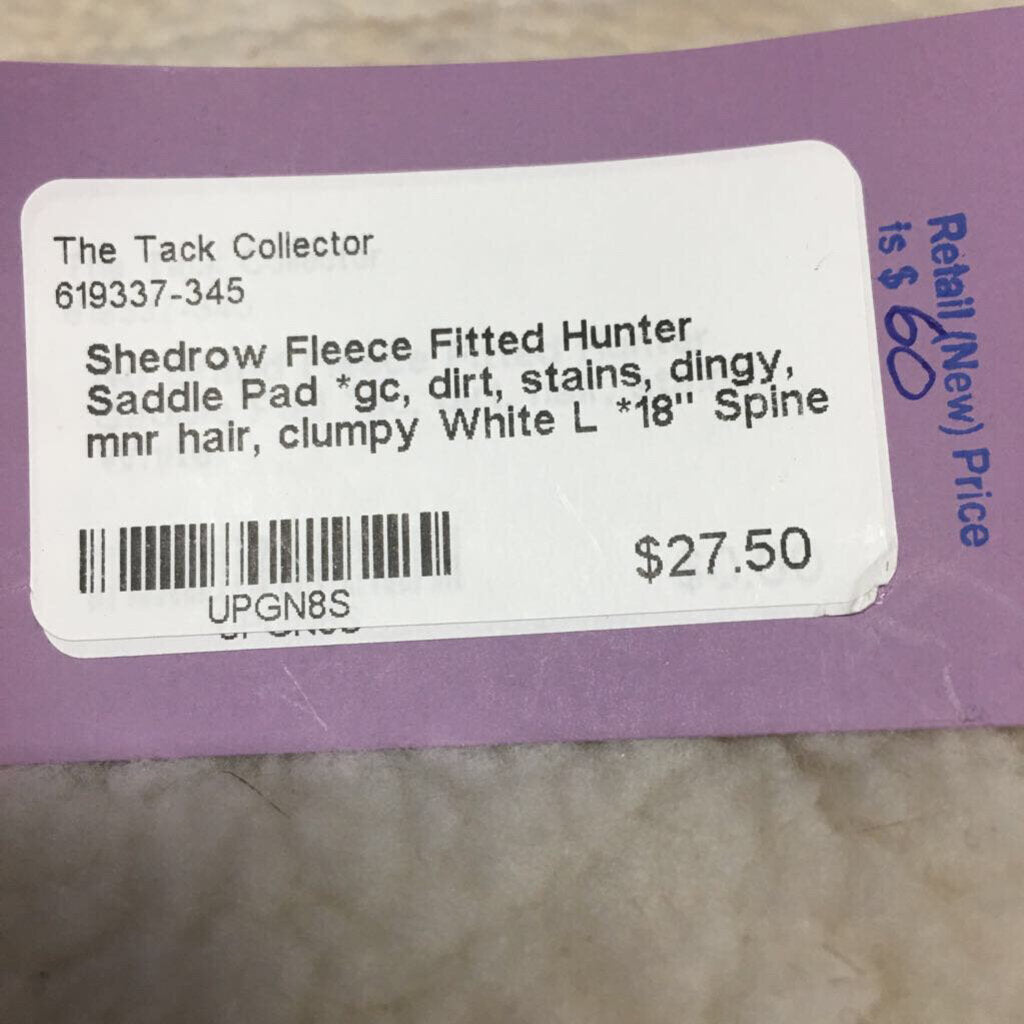 The Tack Collector
619337-345
Shedrow Fleece Fitted Hunter
Saddle Pad *gc, dirt, stains, dingy,
mnr hair, clumpy White L *18" Spine
UPGN8S
$27.50
Retail (New) Price
is $ 60